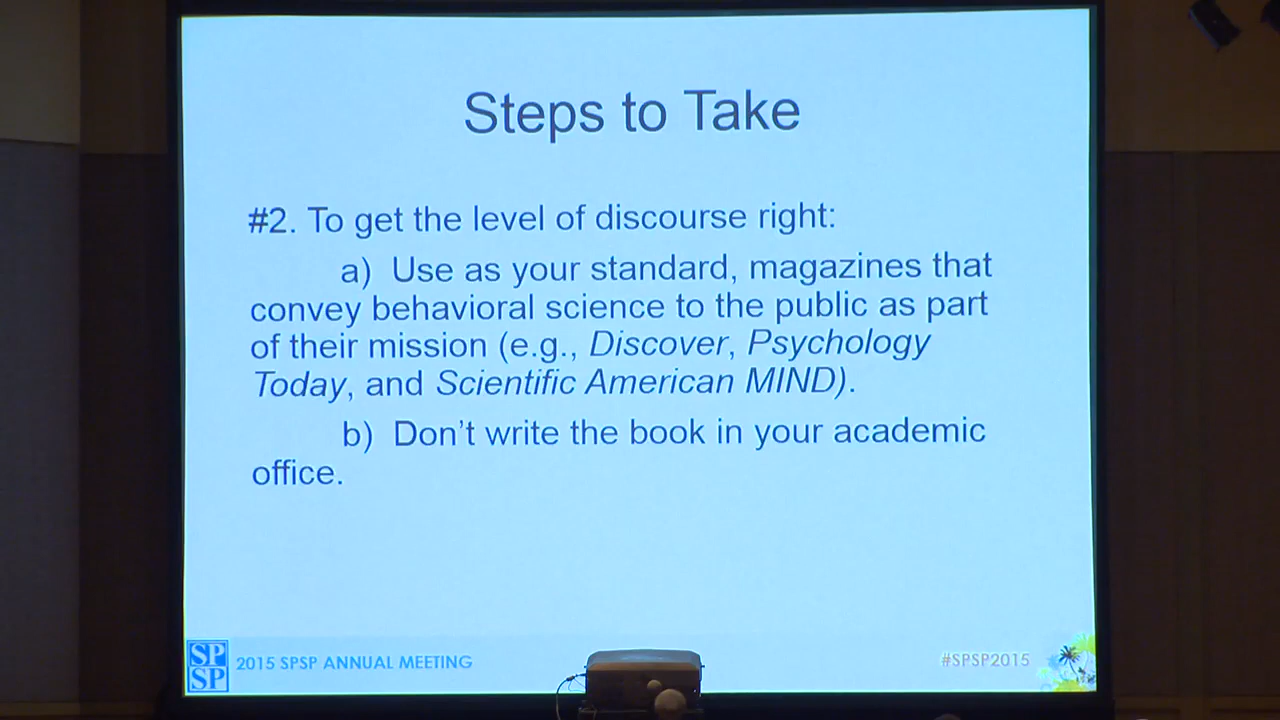 Steps to Take
#2. To get the level of discourse right:
a) Use as your standard, magazines that
convey behavioral science to the public as part
of their mission (e.g., Discover, Psychology
Today, and Scientific American MIND).
b) Don't write the book in your academic
office.
SP
SP
2015 SPSP ANNUAL MEETING
#SPSP2015